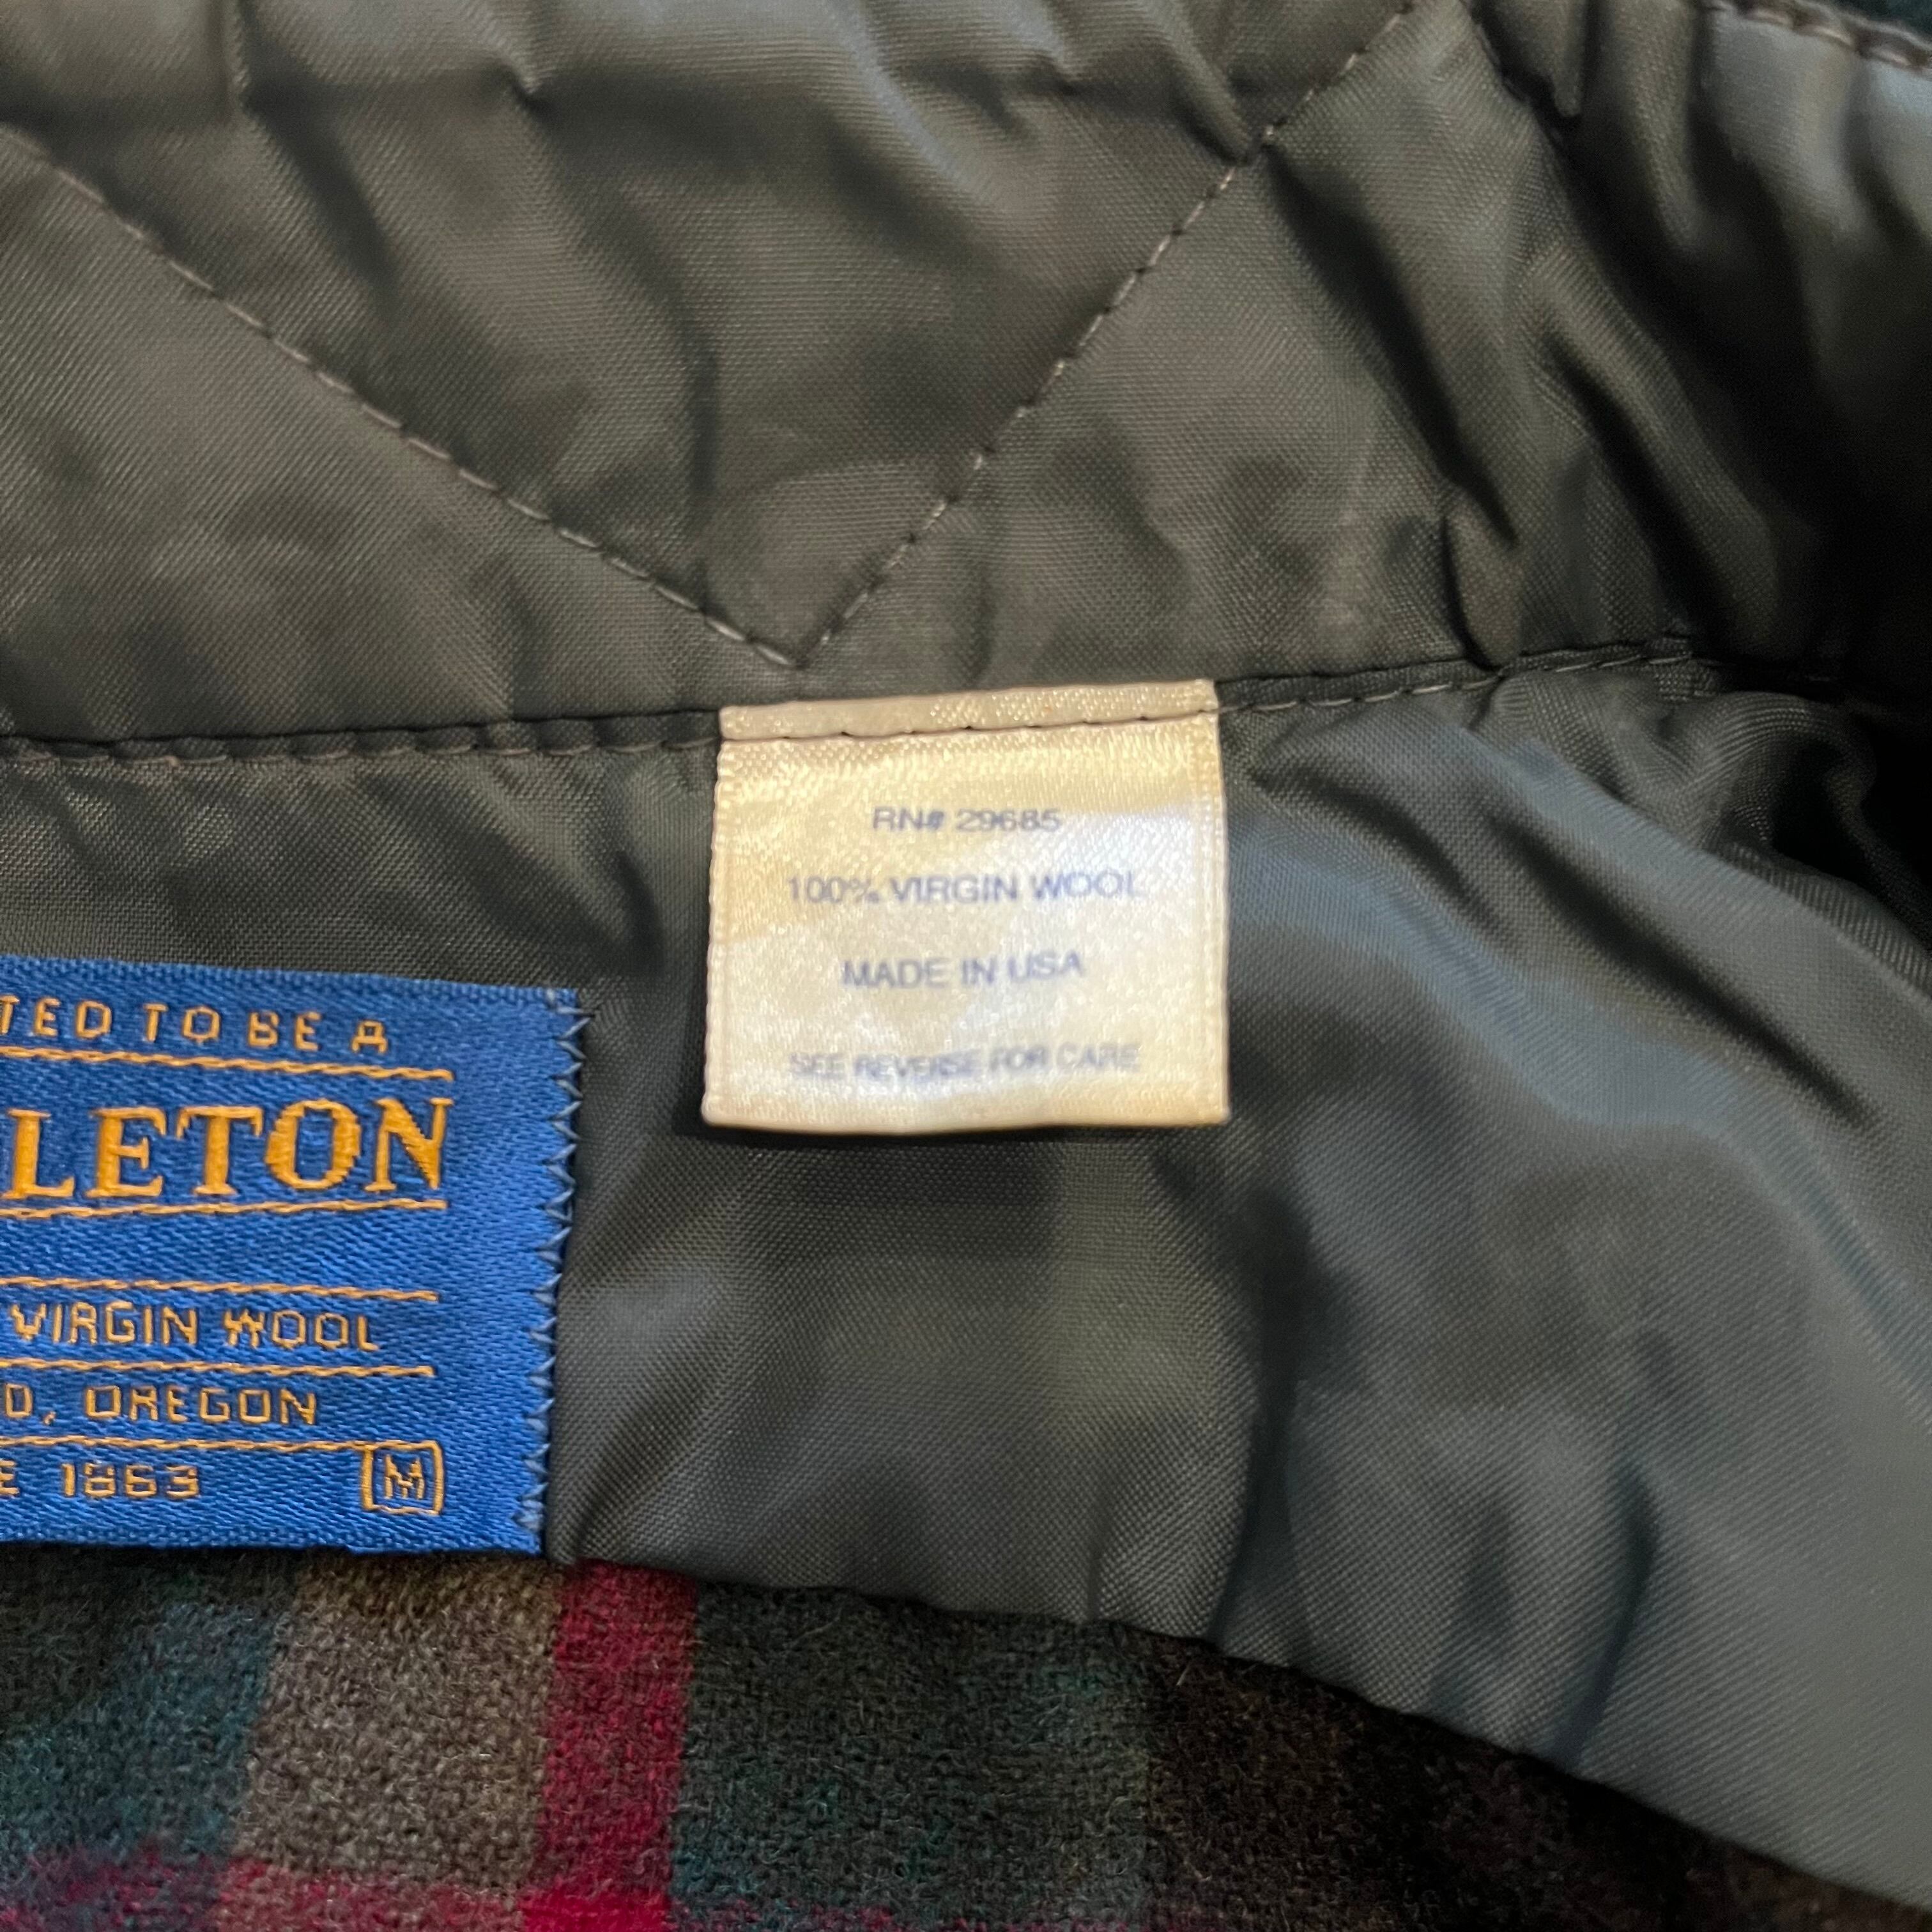 TED TO BE A
LETON
VIRGIN WOOL
D, OREGON
E 1863
M
RN# 29685
100% VIRGIN WOOL
MADE IN USA
SEE REVERSE FOR CARE